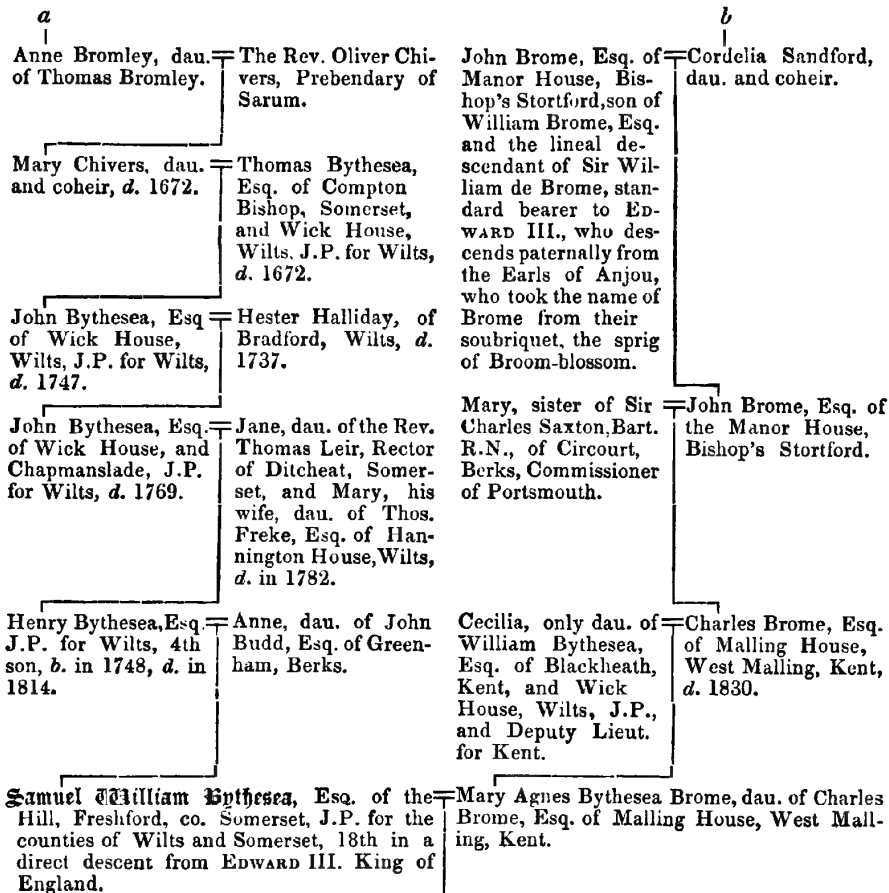 a
Anne Bromley, dau.
of Thomas Bromley.
The Rev. Oliver Chi-
vers, Prebendary of
Sarum.
Mary Chivers, dau.
and coheir, d. 1672.
Thomas Bythesea,
Esq. of Compton
Bishop, Somerset,
and Wick House,
Wilts, J.P. for Wilts,
d. 1672.
John Bythesea, Esq
of Wick House,
Wilts, J.P. for Wilts,
d. 1747.
Hester Halliday, of
Bradford, Wilts, d.
1737.
John Bythesea, Esq.
of Wick House, and
Chapmanslade, J.P.
for Wilts, d. 1769.
Jane, dau. of the Rev.
Thomas Leir, Rector
of Ditcheat, Somer-
set, and Mary, his
wife, dau. of Thos.
Freke, Esq. of Han-
nington House, Wilts,
d. in 1782.
Henry Bythesea, Esq.
J.P. for Wilts, 4th
son, b. in 1748, d. in
1814.
Anne, dau. of John
Budd, Esq. of Green-
ham, Berks.
b
John Brome, Esq. of
Manor House, Bis-
hop's Stortford, son of
William Brome, Esq.
and the lineal de-
scendant of Sir Wil-
liam de Brome, stan-
dard bearer to ED-
WARD III., who des-
cends paternally from
the Earls of Anjou,
who took the name of
Brome from their
soubriquet, the sprig
of Broom-blossom.
Cordelia Sandford,
dau. and coheir.
Mary, sister of Sir
Charles Saxton, Bart.
R.N., of Circourt,
Berks, Commissioner
of Portsmouth.
John Brome, Esq. of
the Manor House,
Bishop's Stortford.
Cecilia, only dau. of
William Bythesea,
Esq. of Blackheath,
Kent, and Wick
House, Wilts, J.P.,
and Deputy Lieut.
for Kent.
Charles Brome, Esq.
of Malling House,
West Malling, Kent,
d. 1830.
Samuel William Bythesea, Esq. of the
Hill, Freshford, co. Somerset, J.P. for the
counties of Wilts and Somerset, 18th in a
direct descent from EDWARD III. King of
England.
Mary Agnes Bythesea Brome, dau. of Charles
Brome, Esq. of Malling House, West Mall-
ing, Kent.